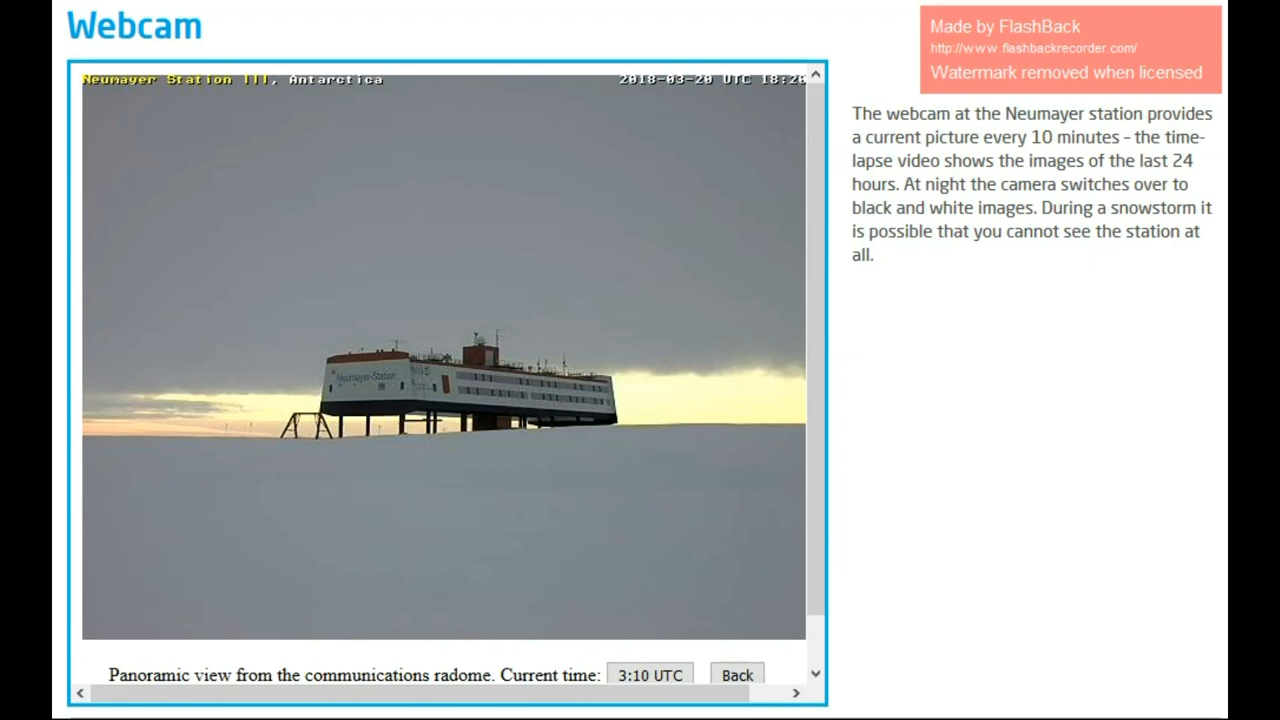 Webcam
Made by FlashBack
http://www.flashbackrecorder.com/
Watermark removed when licensed
Neumayer Station III, Antarctica
2018-03-20 UTC 18:20
The webcam at the Neumayer station provides
a current picture every 10 minutes – the time-
lapse video shows the images of the last 24
hours. At night the camera switches over to
black and white images. During a snowstorm it
is possible that you cannot see the station at
all.
Neumayer-Station
Panoramic view from the communications radome. Current time:
3:10 UTC
Back